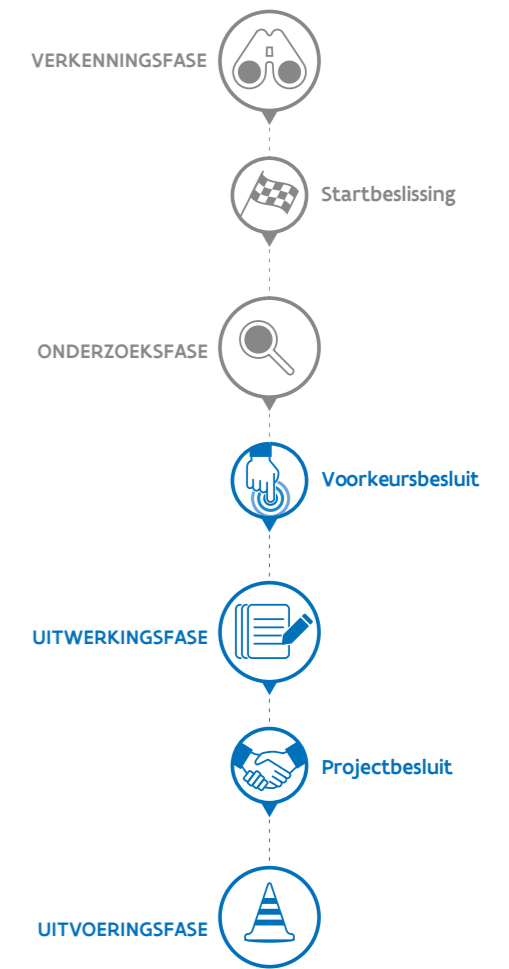 VERKENNINGSFASE
Startbeslissing
ONDERZOEKSFASE
Voorkeursbesluit
UITWERKINGSFASE
Projectbesluit
UITVOERINGSFASE